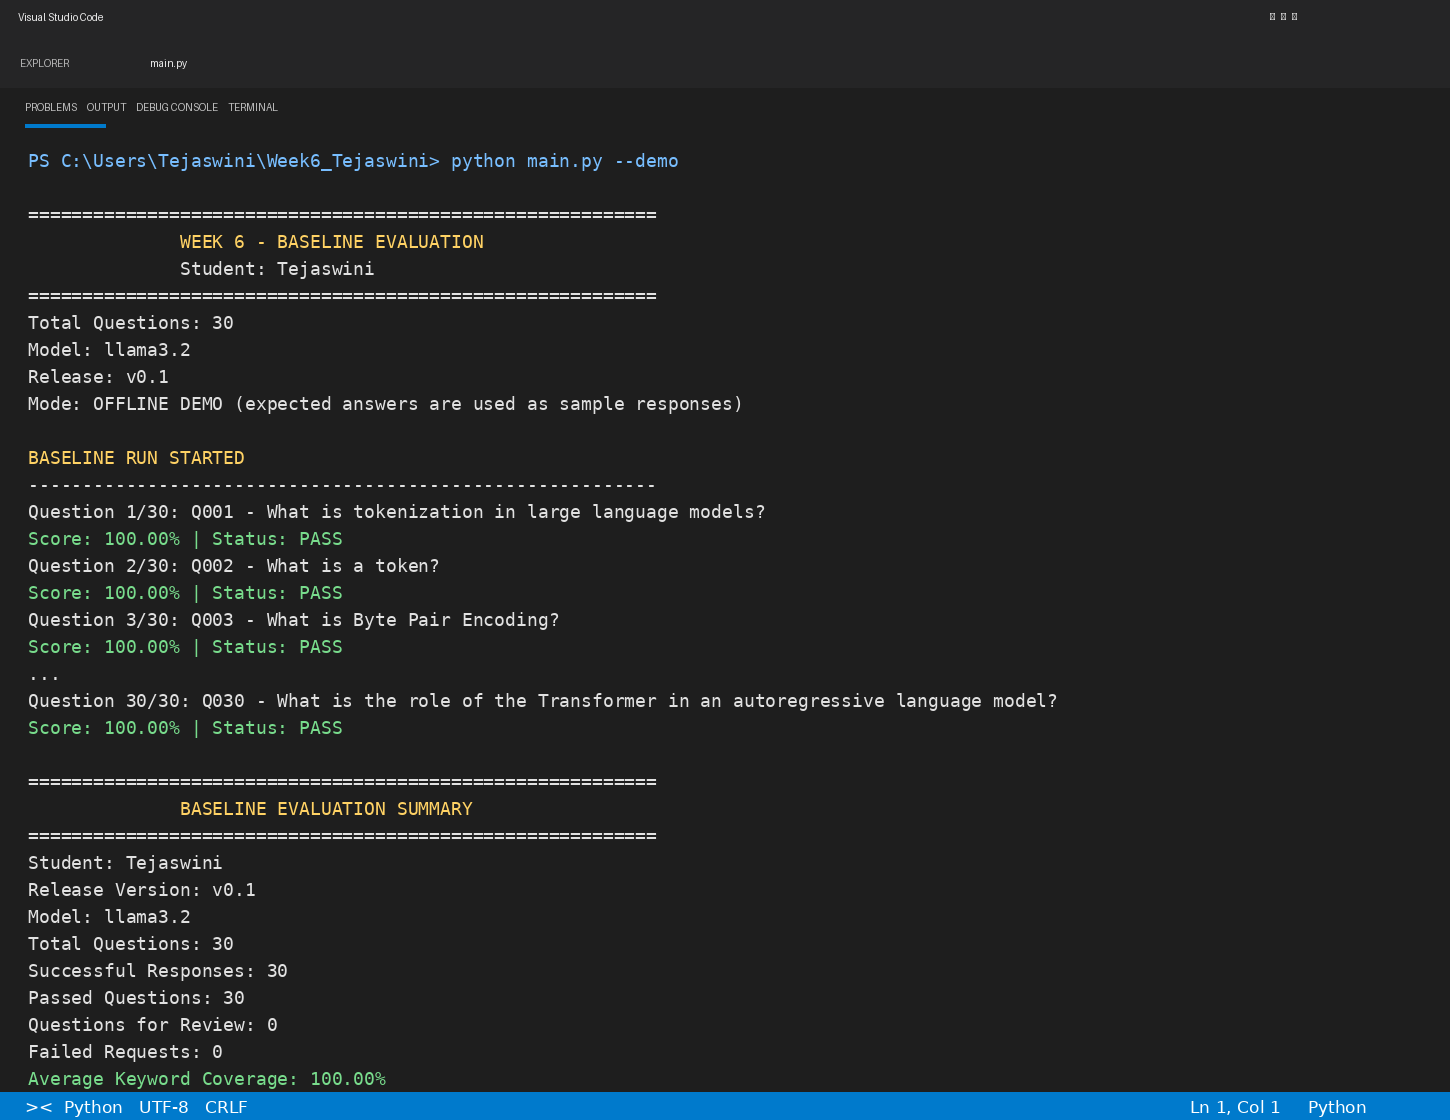 Visual Studio Code
EXPLORER main.py
PROBLEMS OUTPUT DEBUG CONSOLE TERMINAL
PS C:\Users\Tejaswini\Week6_Tejaswini> python main.py --demo
==========================================================
WEEK 6 - BASELINE EVALUATION
Student: Tejaswini
==========================================================
Total Questions: 30
Model: llama3.2
Release: v0.1
Mode: OFFLINE DEMO (expected answers are used as sample responses)
BASELINE RUN STARTED
----------------------------------------------------------
Question 1/30: Q001 - What is tokenization in large language models?
Score: 100.00% | Status: PASS
Question 2/30: Q002 - What is a token?
Score: 100.00% | Status: PASS
Question 3/30: Q003 - What is Byte Pair Encoding?
Score: 100.00% | Status: PASS
...
Question 30/30: Q030 - What is the role of the Transformer in an autoregressive language model?
Score: 100.00% | Status: PASS
==========================================================
BASELINE EVALUATION SUMMARY
==========================================================
Student: Tejaswini
Release Version: v0.1
Model: llama3.2
Total Questions: 30
Successful Responses: 30
Passed Questions: 30
Questions for Review: 0
Failed Requests: 0
Average Keyword Coverage: 100.00%
>< Python UTF-8 CRLF Ln 1, Col 1 Python